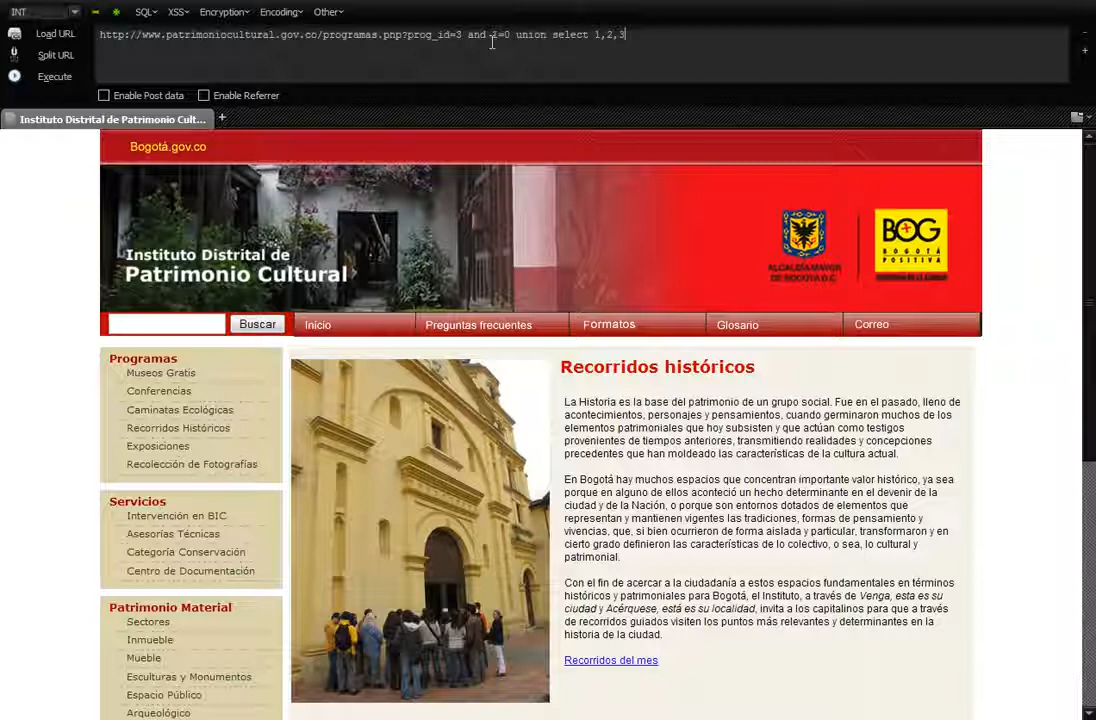 INT
SQL
XSS
Encryption
Encoding
Other
Load URL
Split URL
Execute
http://www.patrimoniocultural.gov.co/programas.php?prog_id=3 and 1=0 union select 1,2,3
Enable Post data
Enable Referrer
Instituto Distrital de Patrimonio Cult...
Bogotá.gov.co
Instituto Distrital de
Patrimonio Cultural
ALCALDIA MAYOR
DE BOGOTA D.C.
BOG
BOGOTÁ
POSITIVA
Buscar
Inicio
Preguntas frecuentes
Formatos
Glosario
Correo
Programas
Museos Gratis
Conferencias
Caminatas Ecológicas
Recorridos Históricos
Exposiciones
Recolección de Fotografías
Servicios
Intervención en BIC
Asesorías Técnicas
Categoría Conservación
Centro de Documentación
Patrimonio Material
Sectores
Inmueble
Mueble
Esculturas y Monumentos
Espacio Público
Arqueológico
Recorridos históricos
La Historia es la base del patrimonio de un grupo social. Fue en el pasado, lleno de
acontecimientos, personajes y pensamientos, cuando germinaron muchos de los
elementos patrimoniales que hoy subsisten y que actúan como testigos
provenientes de tiempos anteriores, transmitiendo realidades y concepciones
precedentes que han moldeado las características de la cultura actual.
En Bogotá hay muchos espacios que concentran importante valor histórico, ya sea
porque en alguno de ellos aconteció un hecho determinante en el devenir de la
ciudad y de la Nación, o porque son entornos dotados de elementos que
representan y mantienen vigentes las tradiciones, formas de pensamiento y
vivencias, que, si bien ocurrieron de forma aislada y particular, transformaron y en
cierto grado definieron las características de lo colectivo, o sea, lo cultural y
patrimonial.
Con el fin de acercar a la ciudadanía a estos espacios fundamentales en términos
históricos y patrimoniales para Bogotá, el Instituto, a través de Venga, esta es su
ciudad y Acérquese, está es su localidad, invita a los capitalinos para que a través
de recorridos guiados visiten los puntos más relevantes y determinantes en la
historia de la ciudad.
Recorridos del mes